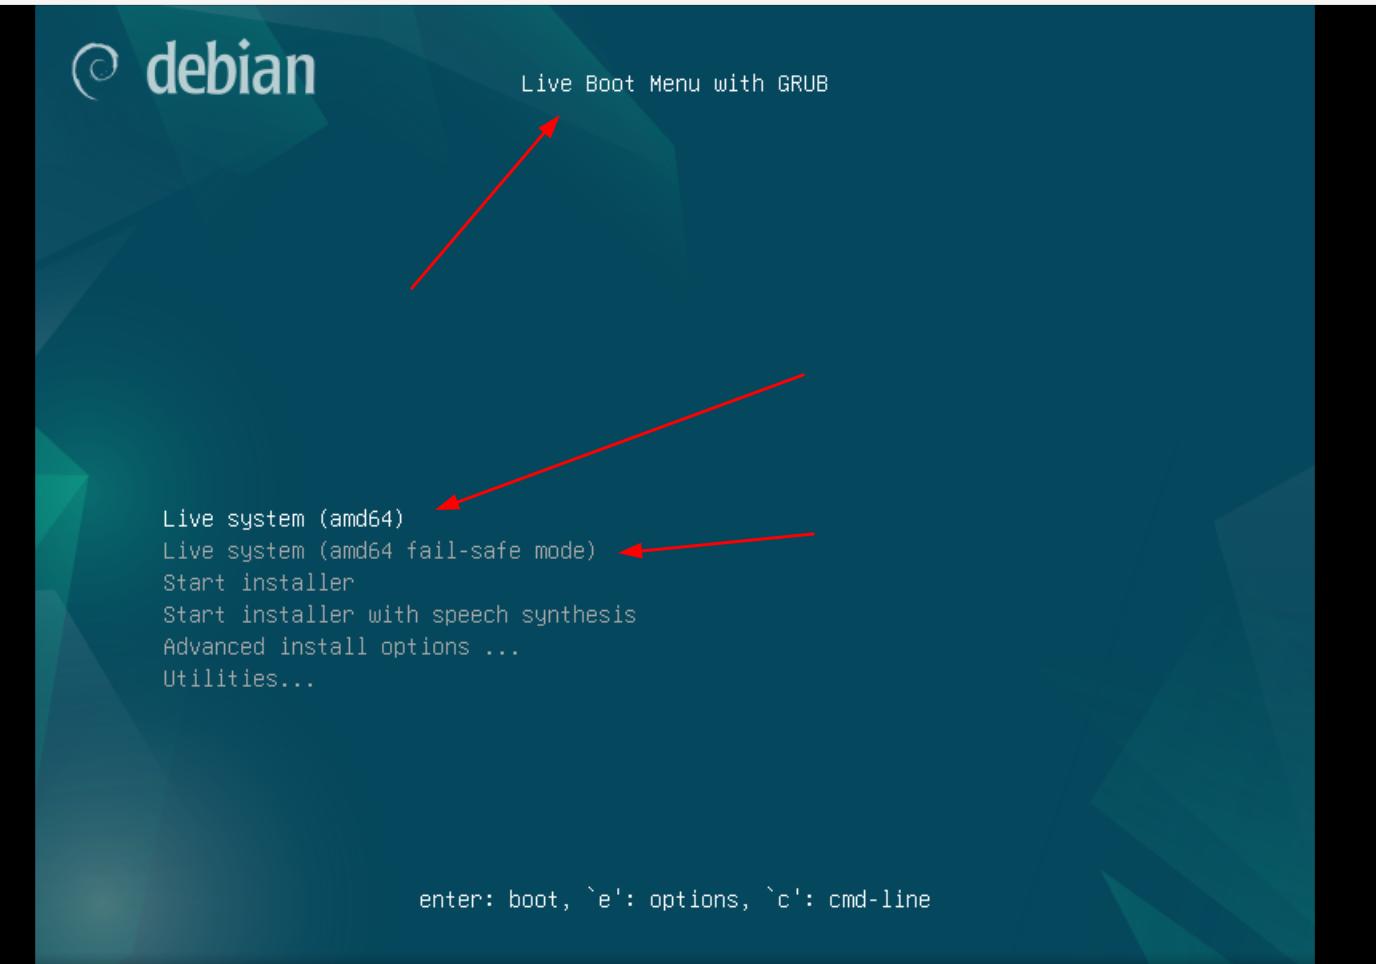 debian
Live Boot Menu with GRUB
Live system (amd64)
Live system (amd64 fail-safe mode)
Start installer
Start installer with speech synthesis
Advanced install options ...
Utilities...
enter: boot, `e': options, `c': cmd-line